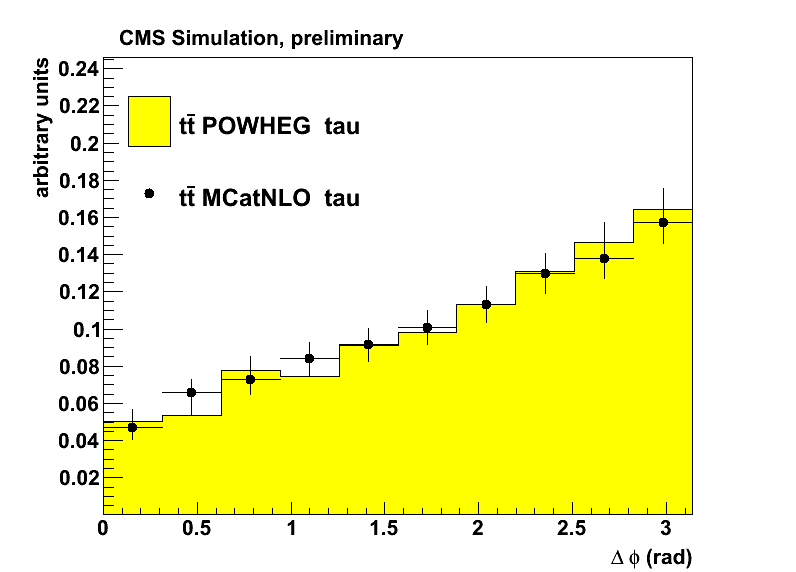 CMS Simulation, preliminary
arbitrary units
0.24
0.22
0.2
0.18
0.16
0.14
0.12
0.1
0.08
0.06
0.04
0.02
tt̄ POWHEG tau
tt̄ MCatNLO tau
0 0.5 1 1.5 2 2.5 3
Δ ϕ (rad)